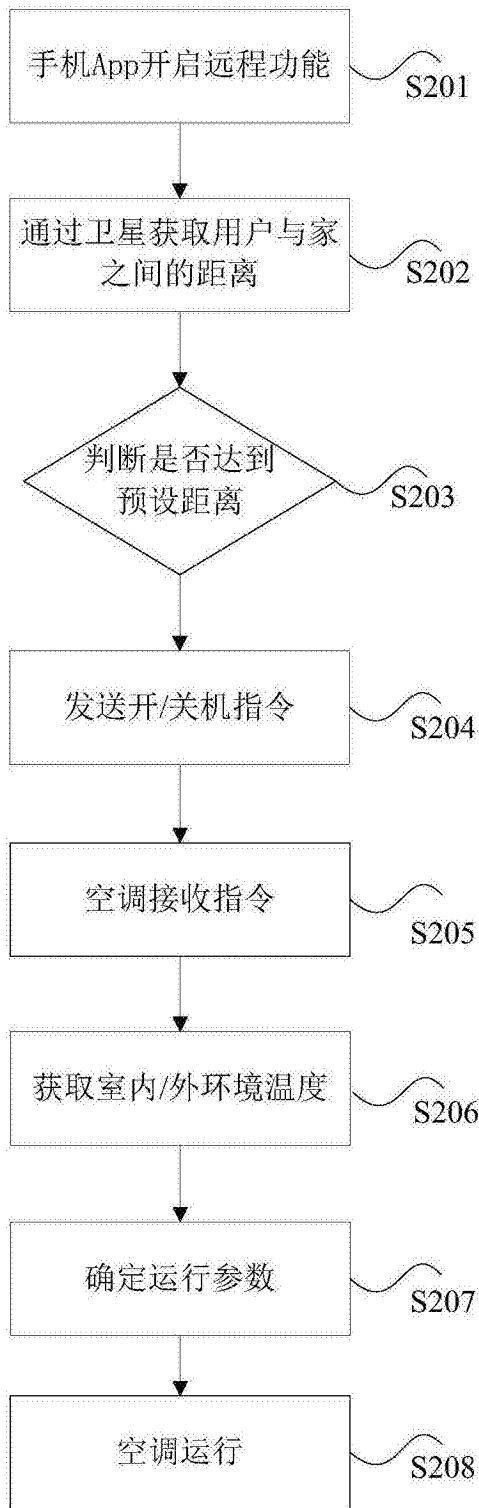 手机App开启远程功能
S201
通过卫星获取用户与家
之间的距离
S202
判断是否达到
预设距离
S203
发送开/关机指令
S204
空调接收指令
S205
获取室内/外环境温度
S206
确定运行参数
S207
空调运行
S208